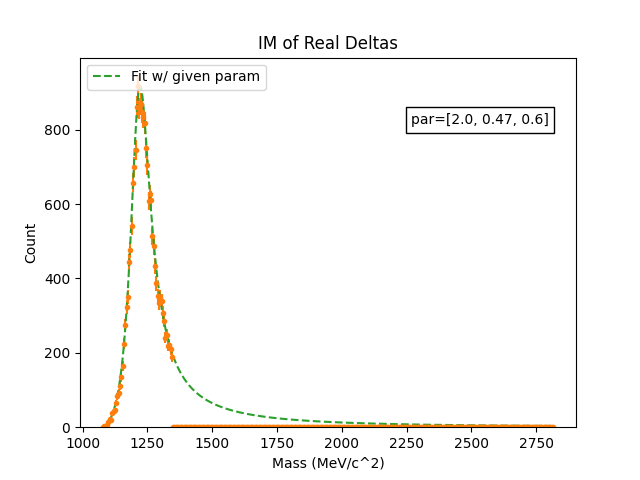 IM of Real Deltas
Fit w/ given param
par=[2.0, 0.47, 0.6]
800
600
400
200
0
Count
1000 1250 1500 1750 2000 2250 2500 2750
Mass (MeV/c^2)